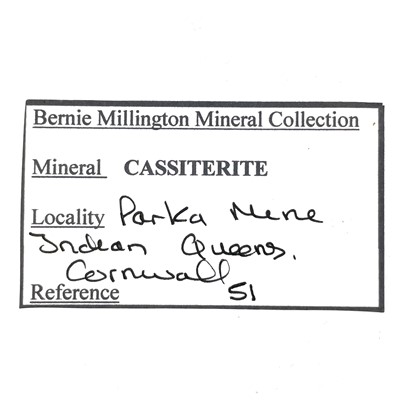 Bernie Millington Mineral Collection
Mineral CASSITERITE
Locality Parka Mine
Indian Queens,
Cornwall
Reference 51